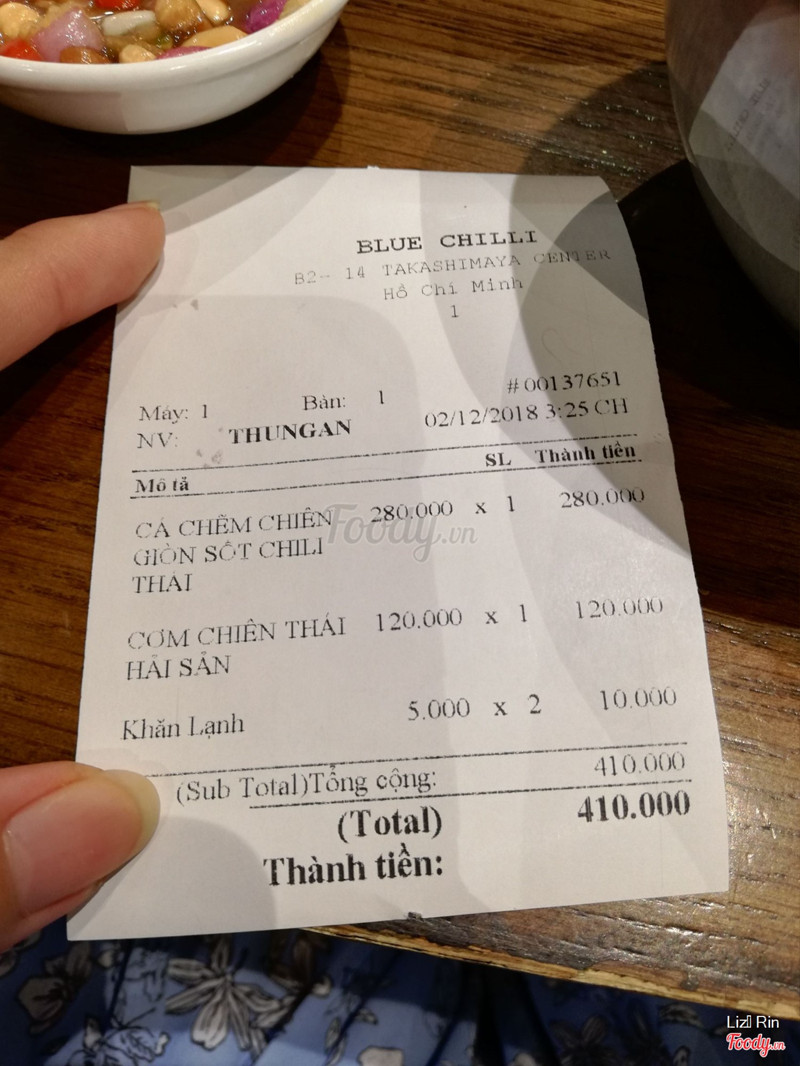 BLUE CHILLI
B2- 14 TAKASHIMAYA CENTER
Hồ Chí Minh
1
#00137651
Máy: 1 Bàn: 1
02/12/2018 3:25 CH
NV: THUNGAN
Mô tả SL Thành tiền
CÁ CHẼM CHIÊN 280.000 x 1 280.000
GIÒN SỐT CHILI
THÁI
CƠM CHIÊN THÁI 120.000 x 1 120.000
HẢI SẢN
Khăn Lạnh 5.000 x 2 10.000
(Sub Total)Tổng cộng: 410.000
(Total) 410.000
Thành tiền:
Foody.vn
Liz Rin
Foody.vn